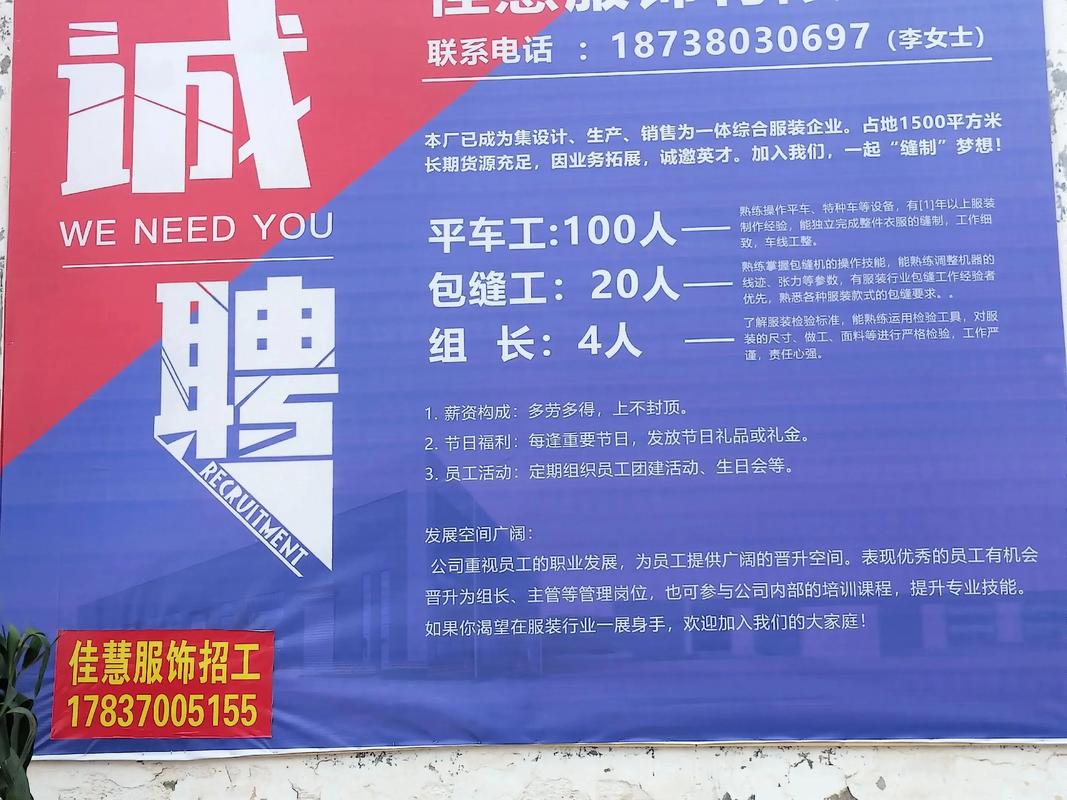 诚
WE NEED YOU
聘
RECRUITMENT
佳慧服饰
联系电话 ：18738030697（李女士）
本厂已成为集设计、生产、销售为一体综合服装企业。占地1500平方米
长期货源充足，因业务拓展，诚邀英才。加入我们，一起“缝制”梦想！
平车工:100人
熟练操作平车、特种车等设备，有[1]年以上服装
制作经验，能独立完成整件衣服的缝制，工作细
致，车线工整。
包缝工：20人
熟练掌握包缝机的操作技能，能熟练调整机器的
线迹、张力等参数，有服装行业包缝工作经验者
优先，熟悉各种服装款式的包缝要求。。
组 长：4人
了解服装检验标准，能熟练运用检验工具，对服
装的尺寸、做工、面料等进行严格检验，工作严
谨，责任心强。
1. 薪资构成：多劳多得，上不封顶。
2. 节日福利：每逢重要节日，发放节日礼品或礼金。
3. 员工活动：定期组织员工团建活动、生日会等。
发展空间广阔：
公司重视员工的职业发展，为员工提供广阔的晋升空间。表现优秀的员工有机会
晋升为组长、主管等管理岗位，也可参与公司内部的培训课程，提升专业技能。
如果你渴望在服装行业一展身手，欢迎加入我们的大家庭！
佳慧服饰招工
17837005155